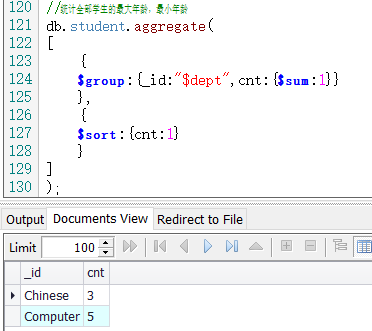 120 //统计全部学生的最大年龄，最小年龄
121 db.student.aggregate(
122 [
123 {
124 $group:{_id:"$dept",cnt:{$sum:1}}
125 },
126 {
127 $sort:{cnt:1}
128 }
129 ]
130 );
Output Documents View Redirect to File
Limit 100
_id cnt
Chinese 3
Computer 5